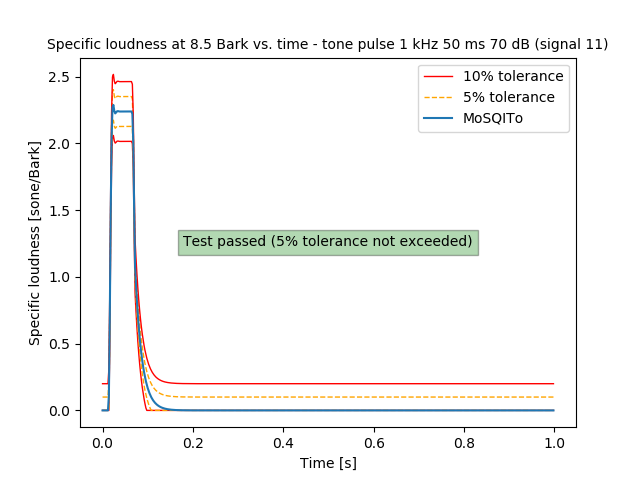 Specific loudness at 8.5 Bark vs. time - tone pulse 1 kHz 50 ms 70 dB (signal 11)
10% tolerance
5% tolerance
MoSQITo
Test passed (5% tolerance not exceeded)
Specific loudness [sone/Bark]
2.5
2.0
1.5
1.0
0.5
0.0
0.0 0.2 0.4 0.6 0.8 1.0
Time [s]